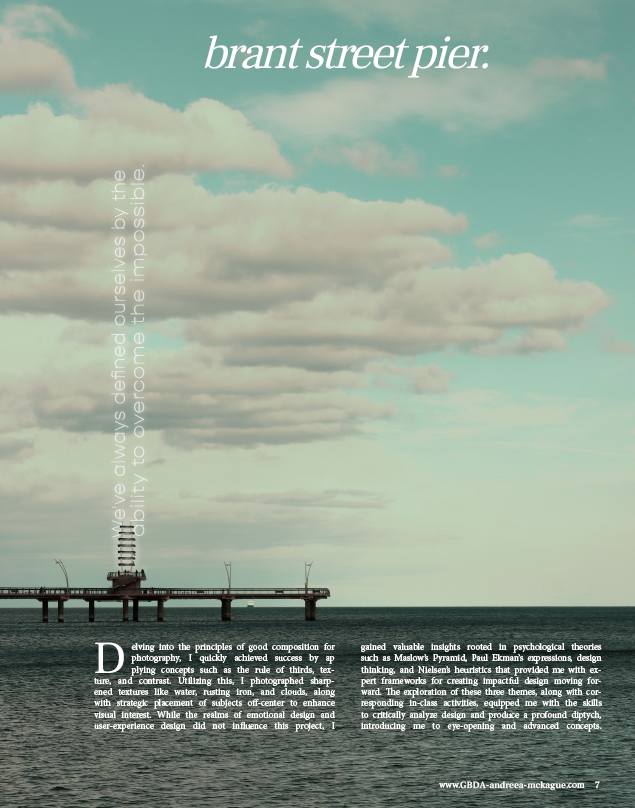 brant street pier.
We've always defined ourselves by the
ability to overcome the impossible.
Delving into the principles of good composition for
photography, I quickly achieved success by ap
plying concepts such as the rule of thirds, tex-
ture, and contrast. Utilizing this, I photographed sharp-
ened textures like water, rusting iron, and clouds, along
with strategic placement of subjects off-center to enhance
visual interest. While the realms of emotional design and
user-experience design did not influence this project, I
gained valuable insights rooted in psychological theories
such as Maslow's Pyramid, Paul Ekman's expressions, design
thinking, and Nielsen's heuristics that provided me with ex-
pert frameworks for creating impactful design moving for-
ward. The exploration of these three themes, along with cor-
responding in-class activities, equipped me with the skills
to critically analyze design and produce a profound diptych,
introducing me to eye-opening and advanced concepts.
www.GBDA-andreea-mckague.com 7